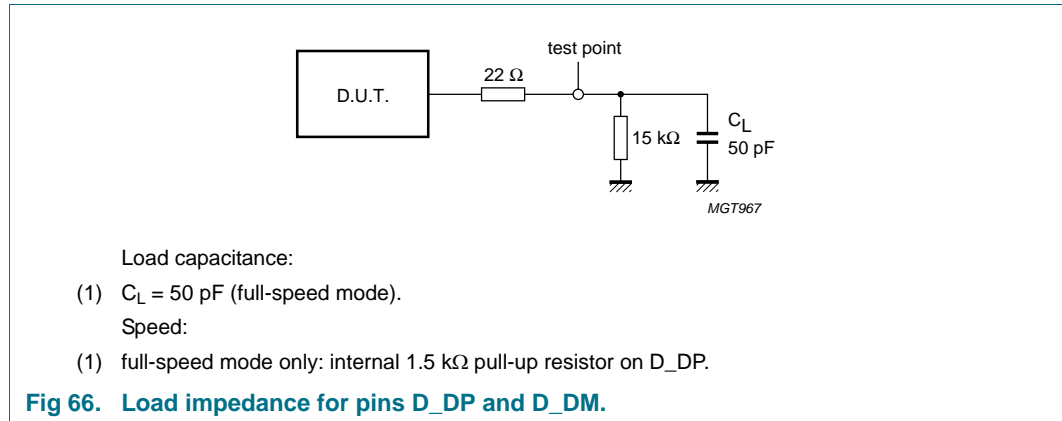 test point
22 Ω
D.U.T.
15 kΩ
CL
50 pF
MGT967
Load capacitance:
(1) CL = 50 pF (full-speed mode).
Speed:
(1) full-speed mode only: internal 1.5 kΩ pull-up resistor on D_DP.
Fig 66. Load impedance for pins D_DP and D_DM.